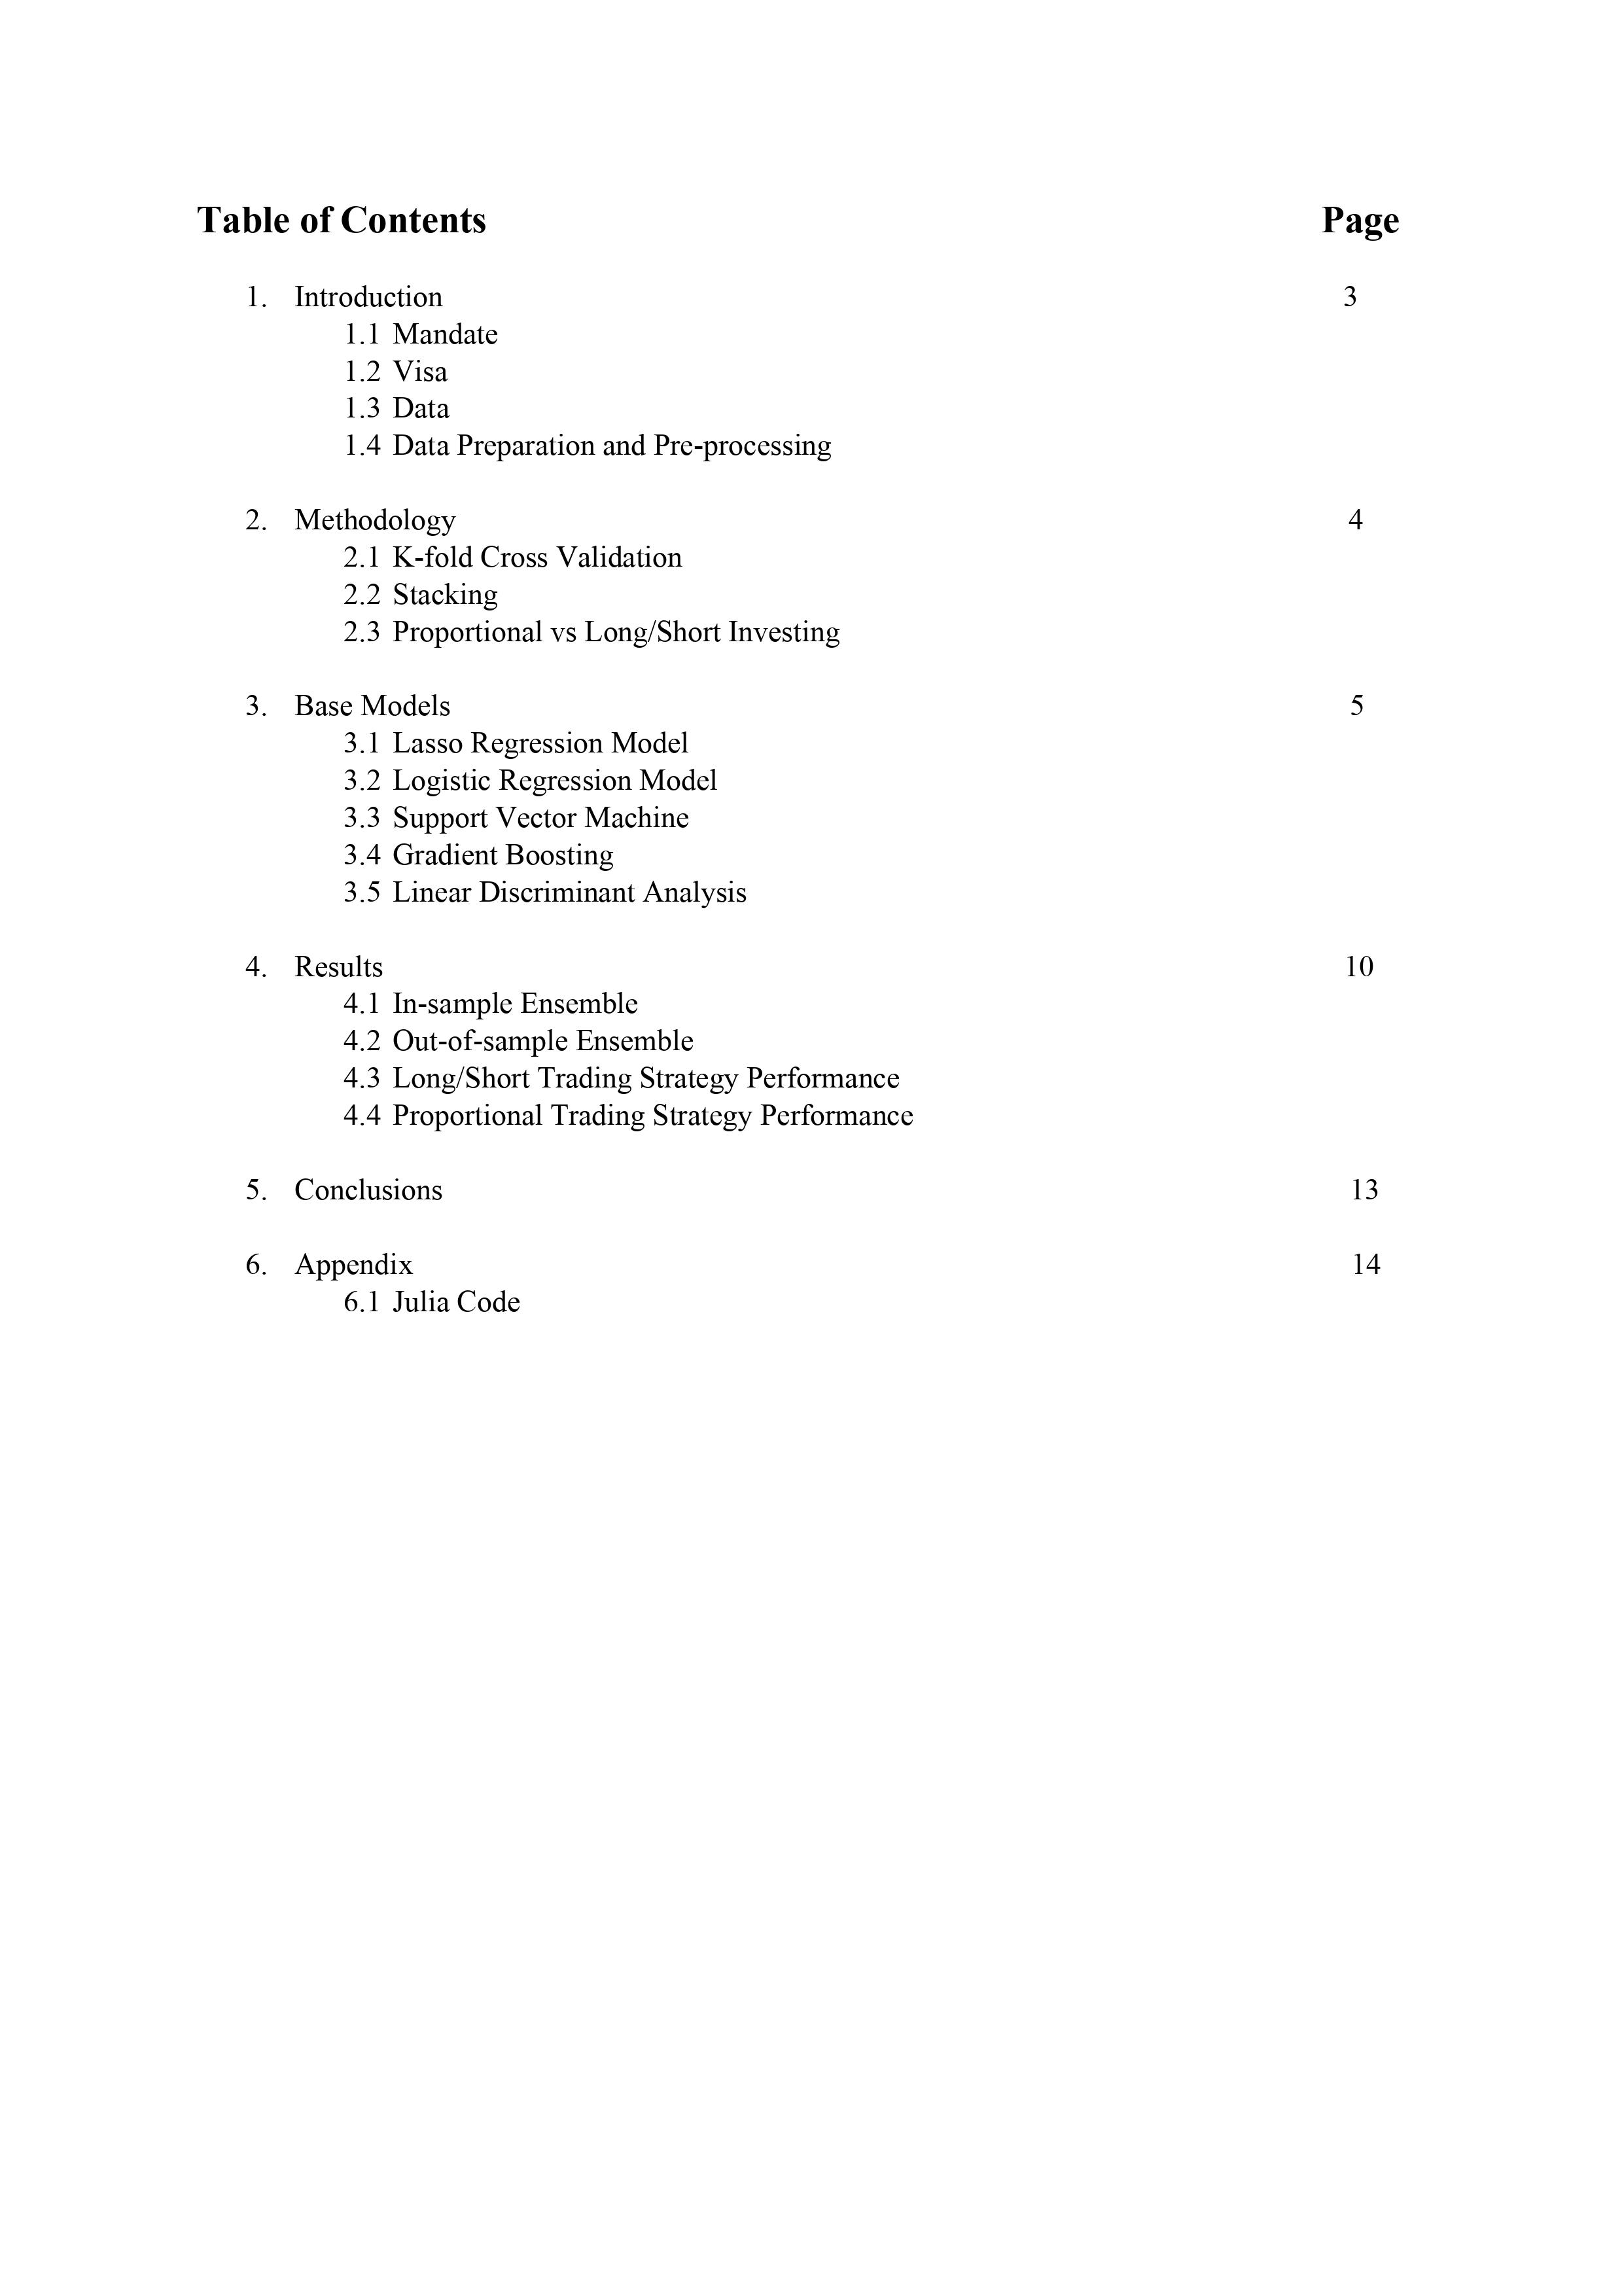 Table of Contents Page
1. Introduction 3
1.1 Mandate
1.2 Visa
1.3 Data
1.4 Data Preparation and Pre-processing
2. Methodology 4
2.1 K-fold Cross Validation
2.2 Stacking
2.3 Proportional vs Long/Short Investing
3. Base Models 5
3.1 Lasso Regression Model
3.2 Logistic Regression Model
3.3 Support Vector Machine
3.4 Gradient Boosting
3.5 Linear Discriminant Analysis
4. Results 10
4.1 In-sample Ensemble
4.2 Out-of-sample Ensemble
4.3 Long/Short Trading Strategy Performance
4.4 Proportional Trading Strategy Performance
5. Conclusions 13
6. Appendix 14
6.1 Julia Code